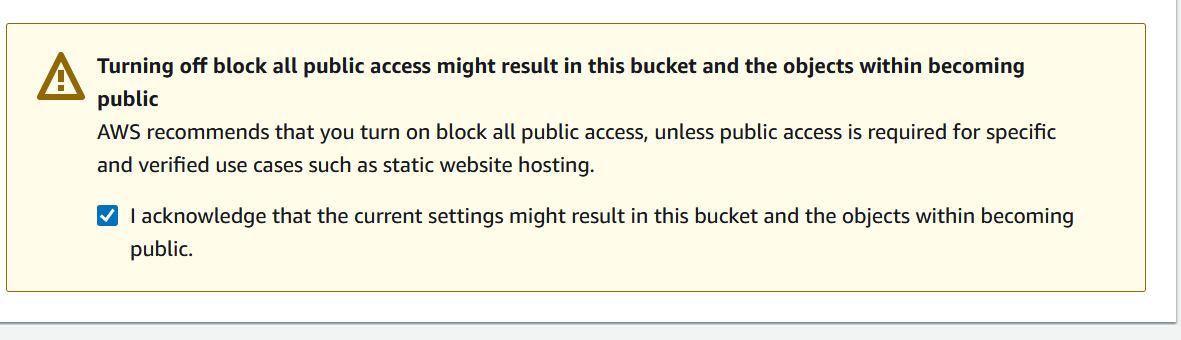 Turning off block all public access might result in this bucket and the objects within becoming
public
AWS recommends that you turn on block all public access, unless public access is required for specific
and verified use cases such as static website hosting.
I acknowledge that the current settings might result in this bucket and the objects within becoming
public.